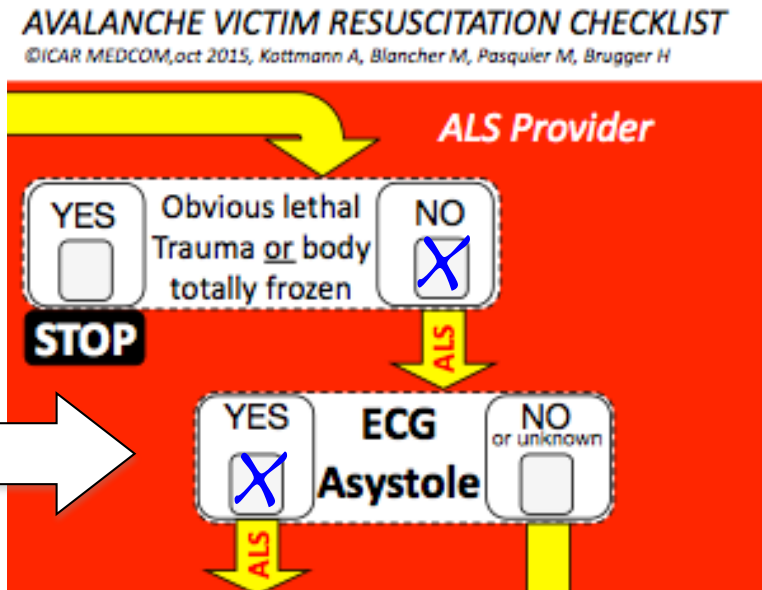 AVALANCHE VICTIM RESUSCITATION CHECKLIST
©ICAR MEDCOM,oct 2015, Kottmann A, Blancher M, Pasquier M, Brugger H
ALS Provider
YES
Obvious lethal
Trauma or body
totally frozen
NO
STOP
ALS
YES
ECG
Asystole
NO
or unknown
ALS